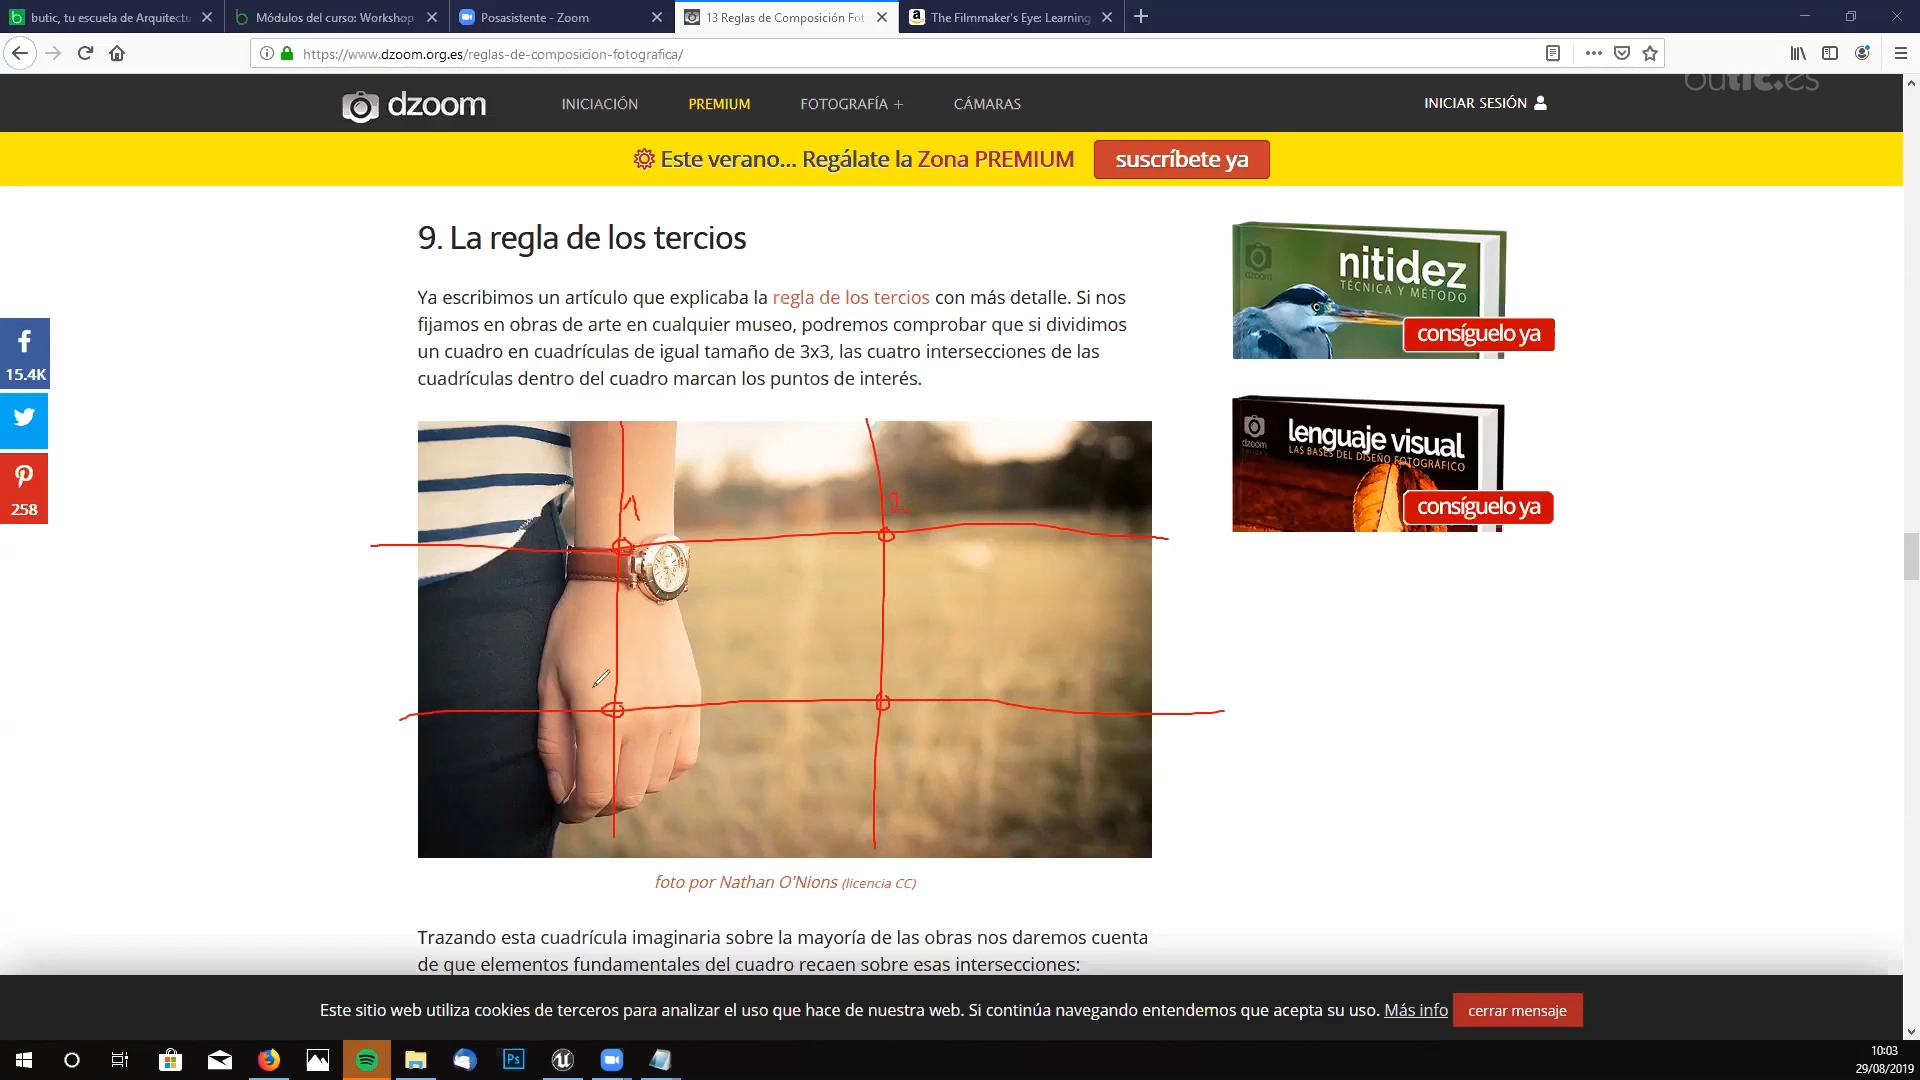 butic, tu escuela de Arquitectu
Módulos del curso: Workshop
Posasistente - Zoom
13 Reglas de Composición Fot
The Filmmaker's Eye: Learning
https://www.dzoom.org.es/reglas-de-composicion-fotografica/
butic.es
dzoom
INICIACIÓN
PREMIUM
FOTOGRAFÍA +
CÁMARAS
INICIAR SESIÓN
Este verano... Regálate la Zona PREMIUM
suscríbete ya
9. La regla de los tercios
Ya escribimos un artículo que explicaba la regla de los tercios con más detalle. Si nos
fijamos en obras de arte en cualquier museo, podremos comprobar que si dividimos
un cuadro en cuadrículas de igual tamaño de 3x3, las cuatro intersecciones de las
cuadrículas dentro del cuadro marcan los puntos de interés.
15.4K
258
1
2
nitidez
TÉCNICA Y MÉTODO
consíguelo ya
dzoom
lenguaje visual
LAS BASES DEL DISEÑO FOTOGRÁFICO
consíguelo ya
foto por Nathan O'Nions (licencia CC)
Trazando esta cuadrícula imaginaria sobre la mayoría de las obras nos daremos cuenta
de que elementos fundamentales del cuadro recaen sobre esas intersecciones:
Este sitio web utiliza cookies de terceros para analizar el uso que hace de nuestra web. Si continúa navegando entendemos que acepta su uso. Más info
cerrar mensaje
Ps
10:03
29/08/2019